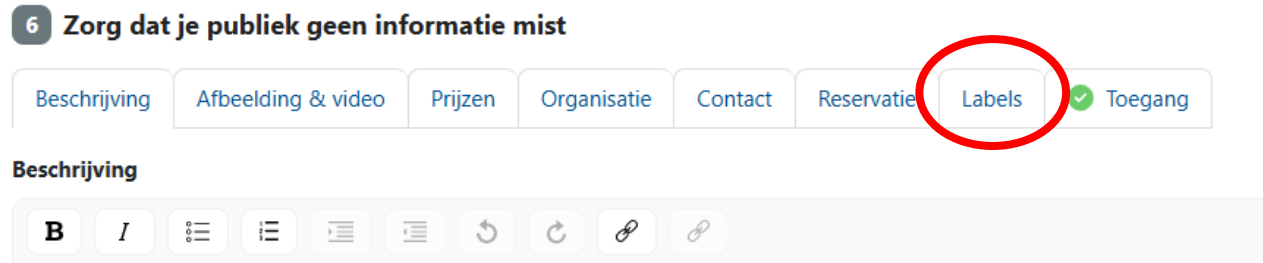 6 Zorg dat je publiek geen informatie mist
Beschrijving Afbeelding & video Prijzen Organisatie Contact Reservatie Labels Toegang
Beschrijving
B I